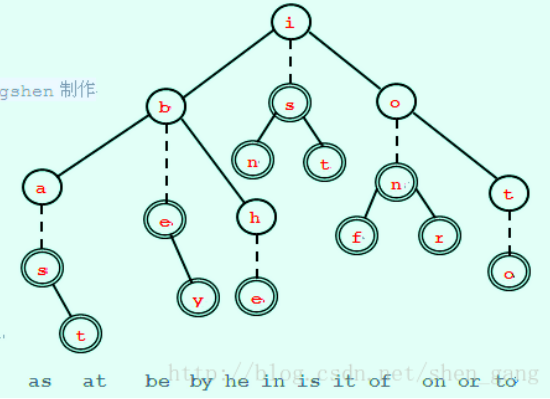 i
gshen 制作
b
s
o
n
t
a
n
t
e
h
f
r
s
y
e
o
t
http://blog.csdn.net/shen_gang
as at be by he in is it of on or to